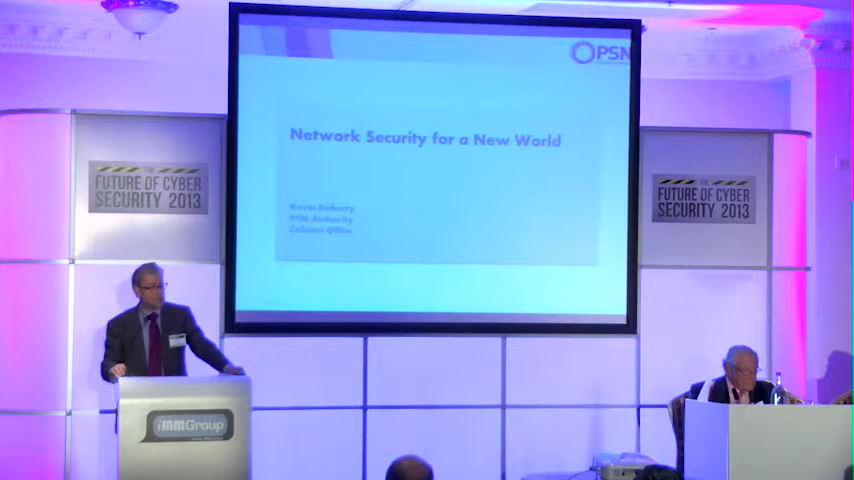 PSN
Network Security for a New World
Kevin Doherty
PSN Authority
Cabinet Office
THE
FUTURE OF CYBER
SECURITY 2013
THE
FUTURE OF CYBER
SECURITY 2013
iMMGroup